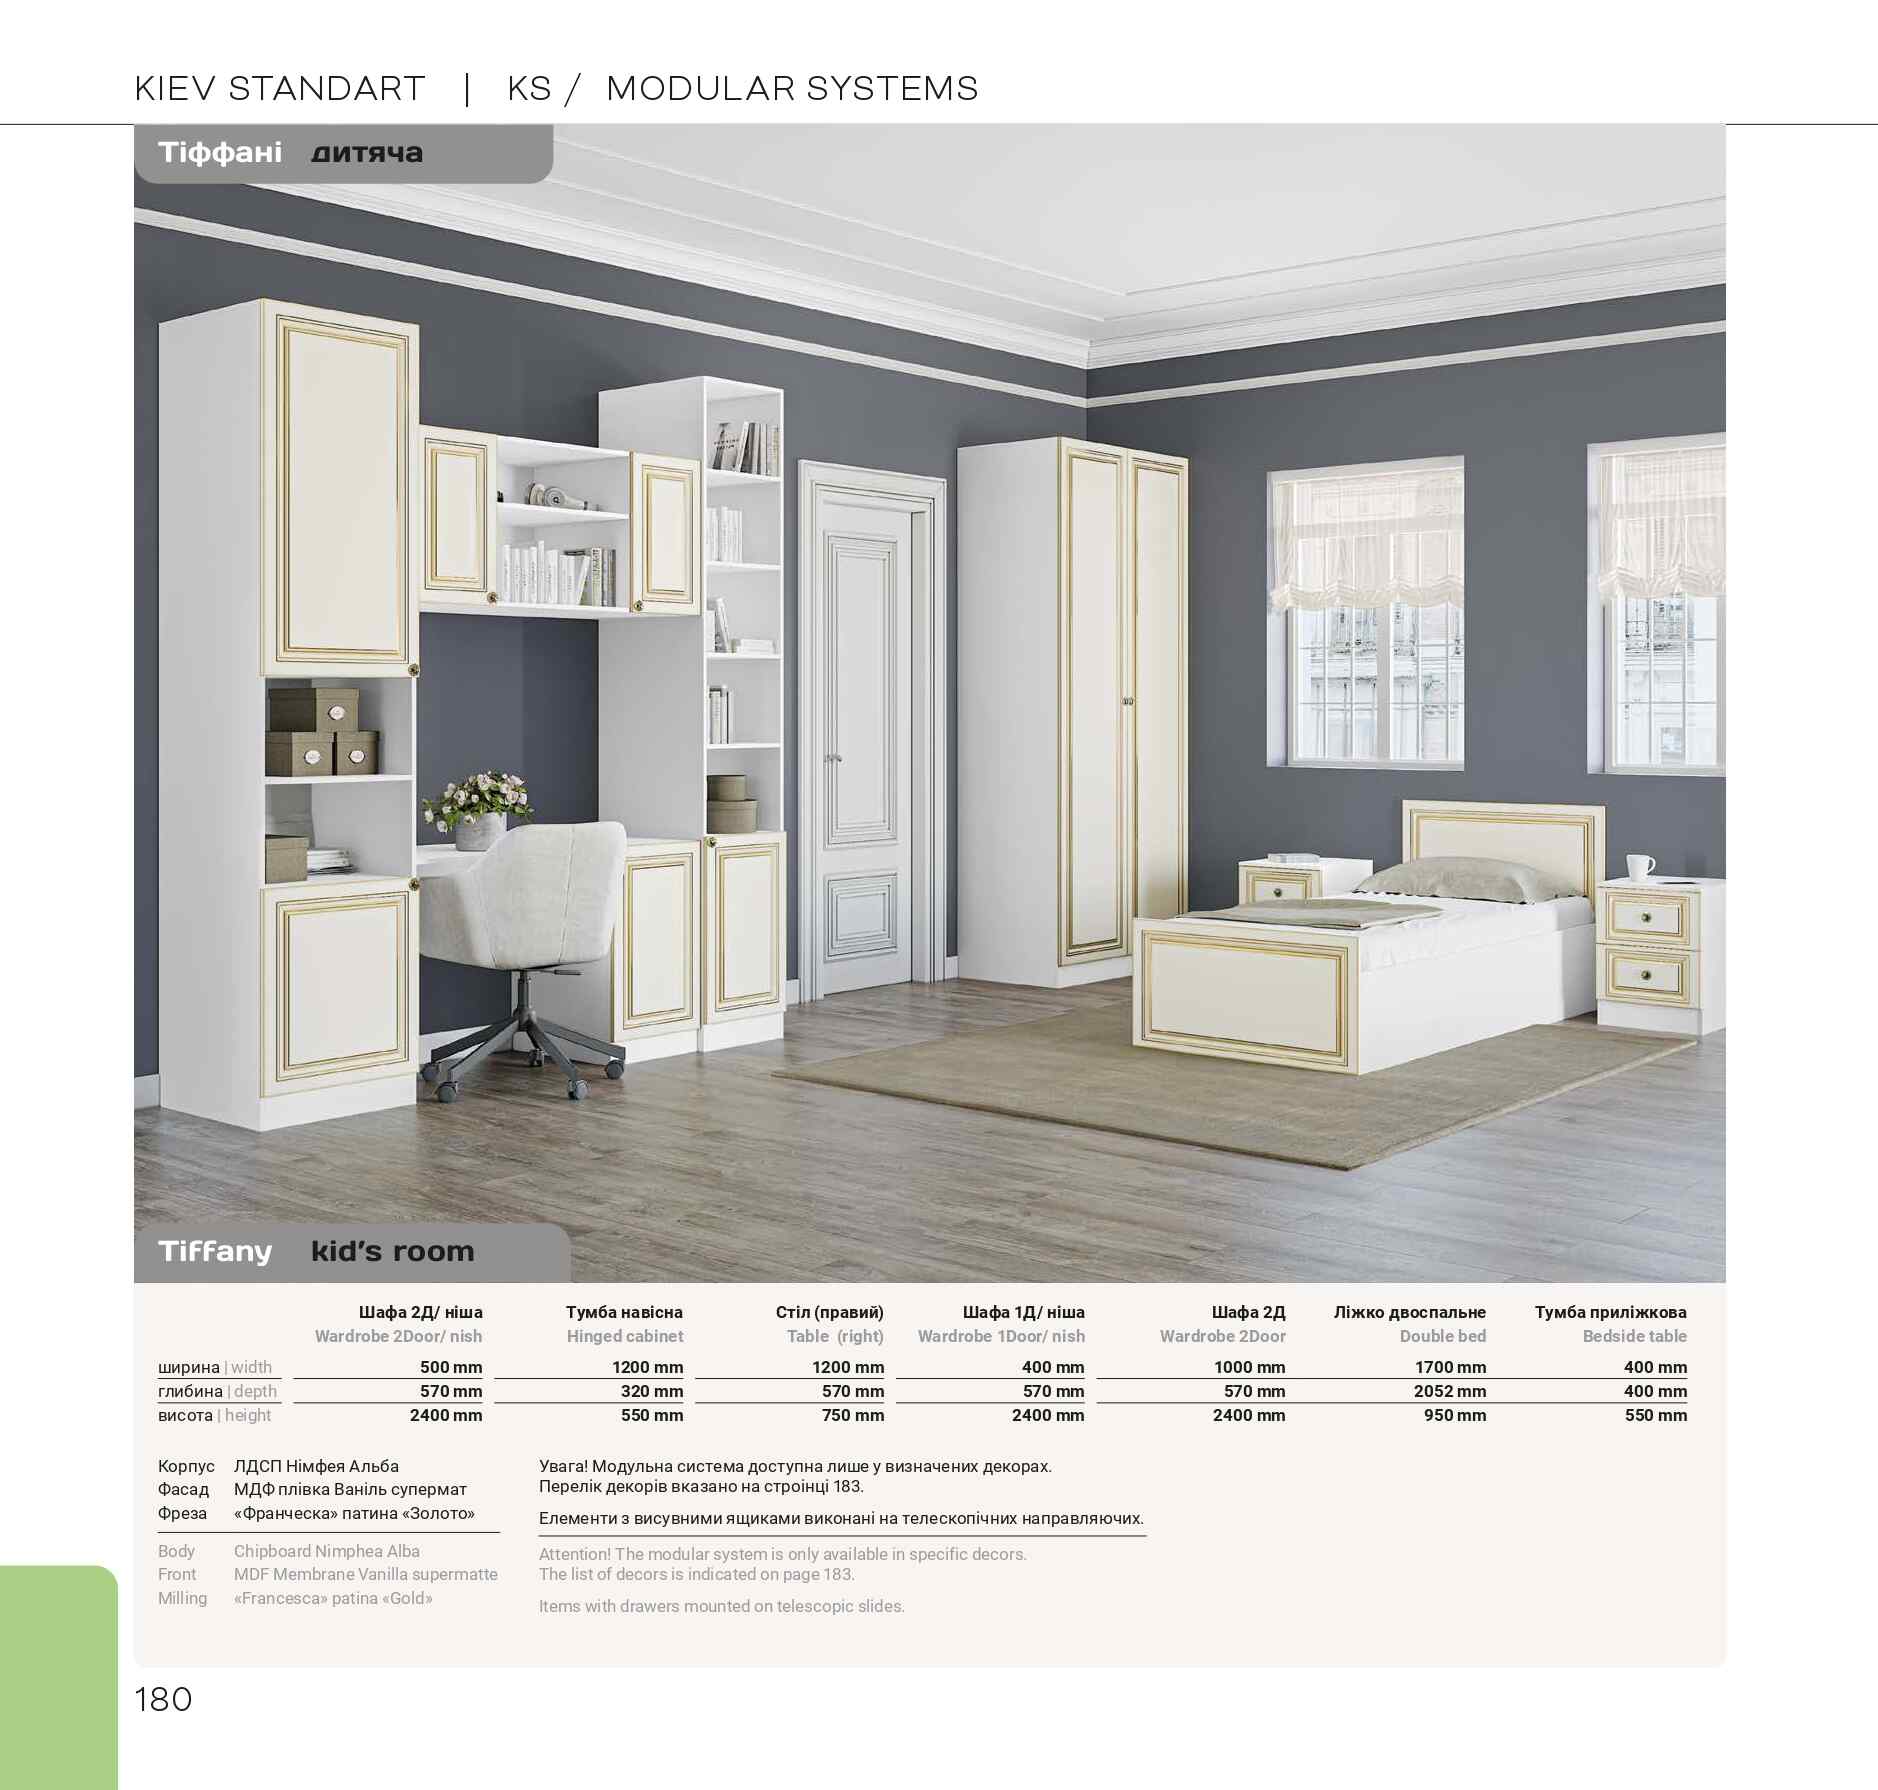 KIEV STANDART | KS / MODULAR SYSTEMS
Тіффані дитяча
Tiffany kid's room
Шафа 2Д/ ніша Тумба навісна Стіл (правий) Шафа 1Д/ ніша Шафа 2Д Ліжко двоспальне Тумба приліжкова
Wardrobe 2Door/ nish Hinged cabinet Table (right) Wardrobe 1Door/ nish Wardrobe 2Door Double bed Bedside table
ширина | width 500 mm 1200 mm 1200 mm 400 mm 1000 mm 1700 mm 400 mm
глибина | depth 570 mm 320 mm 570 mm 570 mm 570 mm 2052 mm 400 mm
висота | height 2400 mm 550 mm 750 mm 2400 mm 2400 mm 950 mm 550 mm
Корпус ЛДСП Німфея Альба
Фасад МДФ плівка Ваніль супермат
Фреза «Франческа» патина «Золото»
Body Chipboard Nimphea Alba
Front MDF Membrane Vanilla supermatte
Milling «Francesca» patina «Gold»
Увага! Модульна система доступна лише у визначених декорах.
Перелік декорів вказано на строінці 183.
Елементи з висувними ящиками виконані на телескопічних направляючих.
Attention! The modular system is only available in specific decors.
The list of decors is indicated on page 183.
Items with drawers mounted on telescopic slides.
180